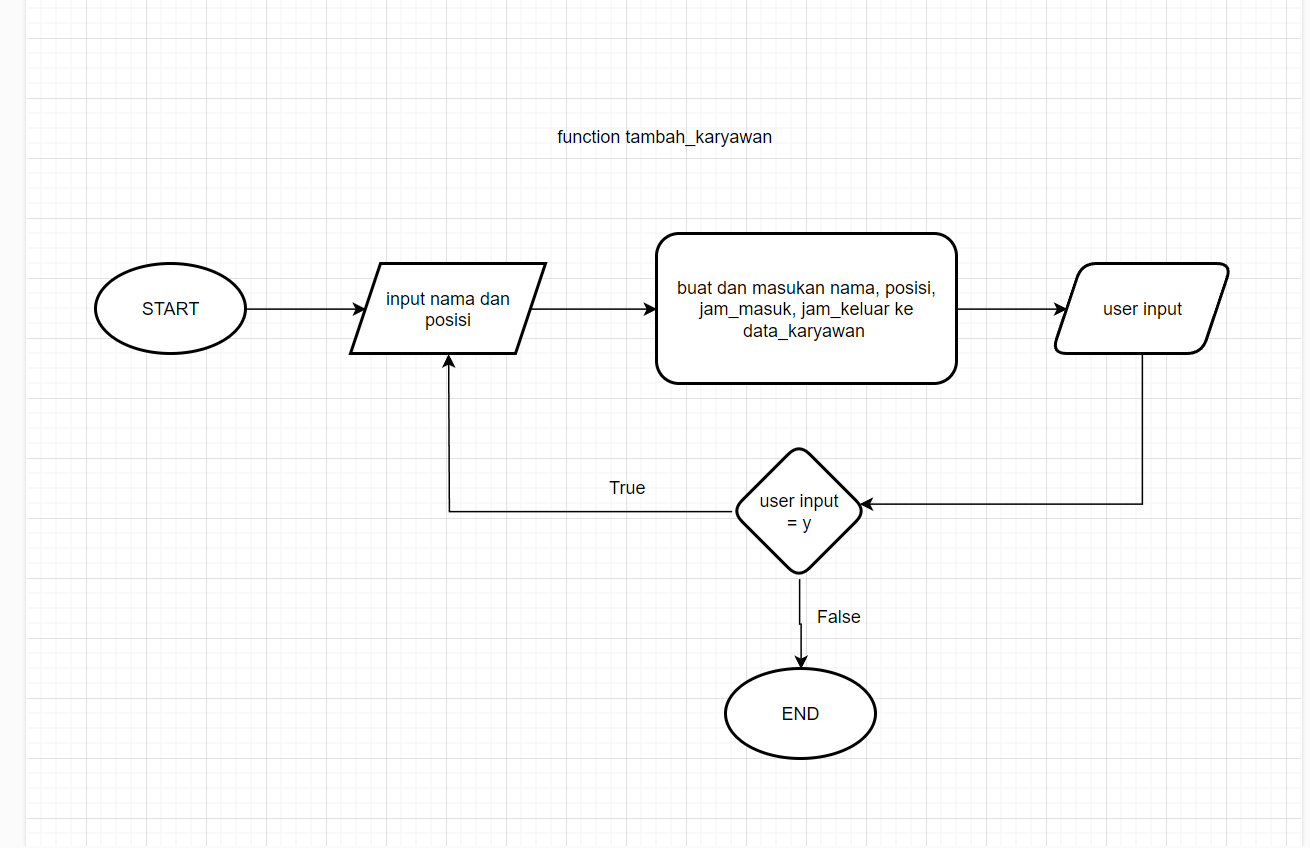 function tambah_karyawan
START
input nama dan
posisi
buat dan masukan nama, posisi,
jam_masuk, jam_keluar ke
data_karyawan
user input
True
user input
= y
False
END